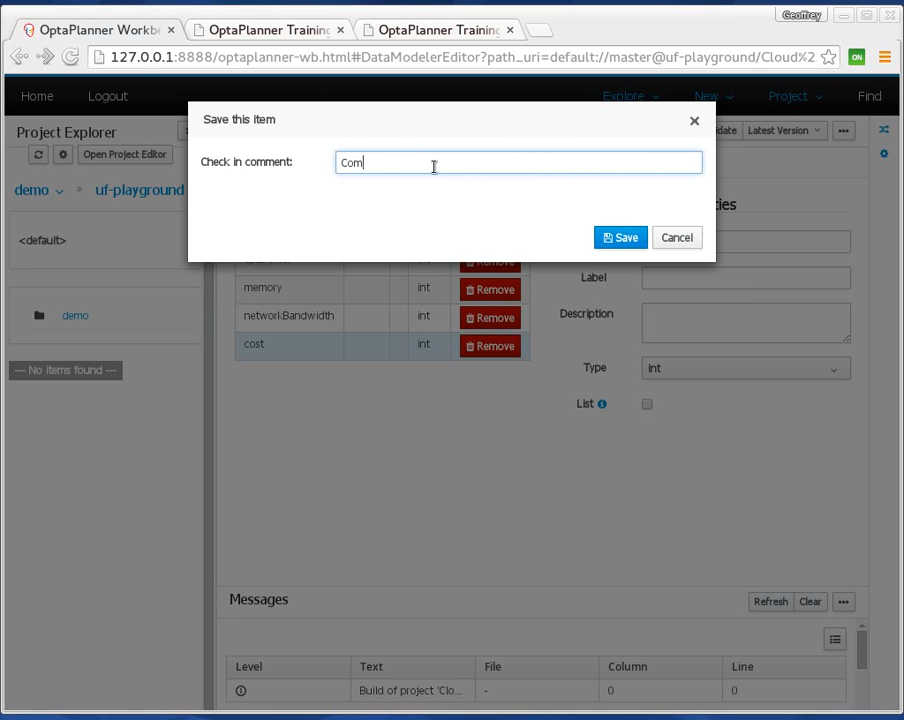 Geoffrey
OptaPlanner Workbe
OptaPlanner Training
OptaPlanner Training
127.0.0.1:8888/optaplanner-wb.html#DataModelerEditor?path_uri=default://master@uf-playground/Cloud%2
ON
Home
Logout
Explore
New
Project
Find
Project Explorer
Save this item
date
Latest Version
Open Project Editor
Check in comment:
Com
demo » uf-playground
ties
<default>
Save
Cancel
Remove
Label
memory
int
Remove
demo
networkBandwidth
int
Remove
Description
cost
int
Remove
--- No items found ---
Type
int
List
Messages
Refresh
Clear
Level
Text
File
Column
Line
Build of project 'Clo...
-
0
0